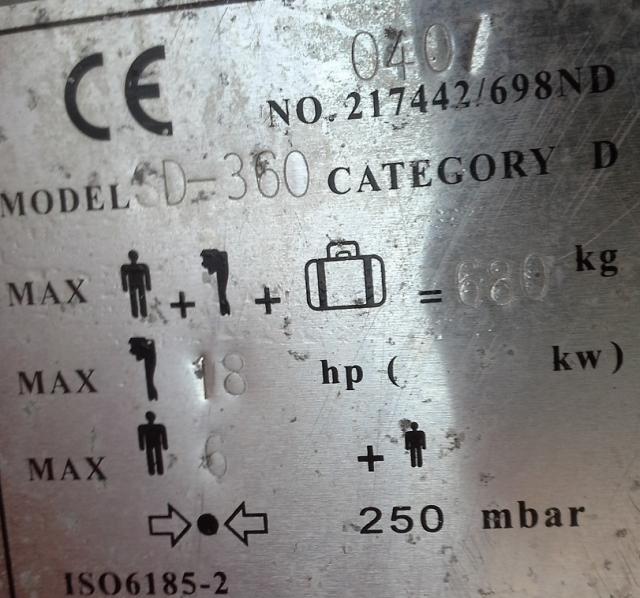 CE 0407
NO. 217442/698ND
MODEL SD-360 CATEGORY D
MAX + + = 680 kg
MAX 18 hp ( kw )
MAX 6 +
250 mbar
ISO6185-2